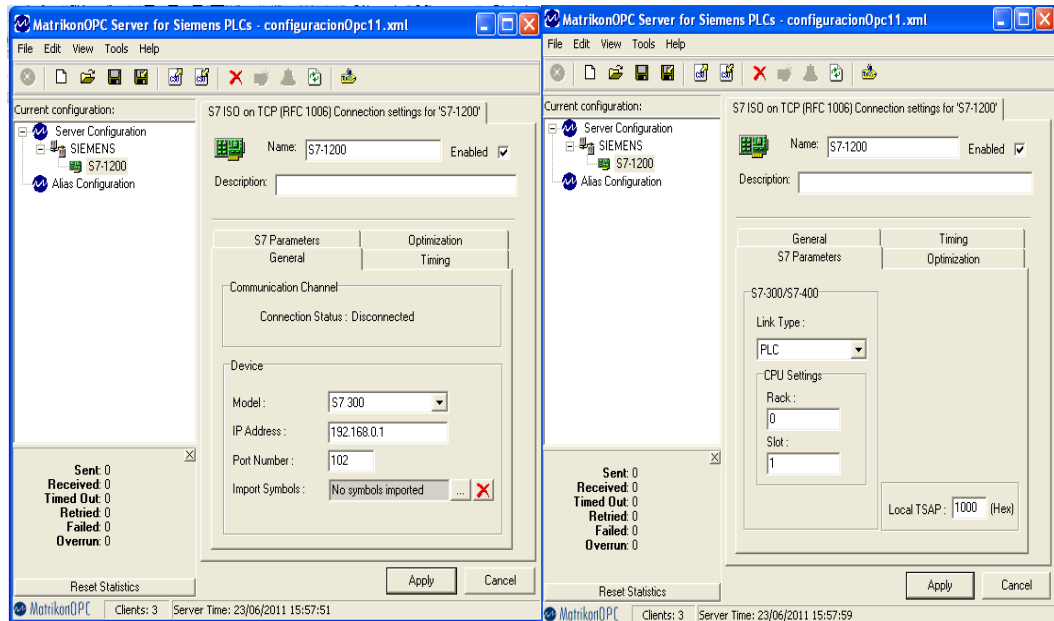 MatrikonOPC Server for Siemens PLCs - configuracionOpc11.xml
File Edit View Tools Help
Current configuration:
Server Configuration
SIEMENS
S7-1200
Alias Configuration
S7 ISO on TCP (RFC 1006) Connection settings for 'S7-1200'
Name: S7-1200 Enabled
Description:
S7 Parameters Optimization
General Timing
Communication Channel
Connection Status : Disconnected
Device
Model : S7 300
IP Address : 192.168.0.1
Port Number : 102
Import Symbols : No symbols imported ...
Sent: 0
Received: 0
Timed Out: 0
Retried: 0
Failed: 0
Overrun: 0
Reset Statistics
Apply Cancel
MatrikonOPC Clients: 3 Server Time: 23/06/2011 15:57:51
MatrikonOPC Server for Siemens PLCs - configuracionOpc11.xml
File Edit View Tools Help
Current configuration:
Server Configuration
SIEMENS
S7-1200
Alias Configuration
S7 ISO on TCP (RFC 1006) Connection settings for 'S7-1200'
Name: S7-1200 Enabled
Description:
General Timing
S7 Parameters Optimization
S7-300/S7-400
Link Type :
PLC
CPU Settings
Rack :
0
Slot :
1
Local TSAP : 1000 (Hex)
Sent: 0
Received: 0
Timed Out: 0
Retried: 0
Failed: 0
Overrun: 0
Reset Statistics
Apply Cancel
MatrikonOPC Clients: 3 Server Time: 23/06/2011 15:57:59